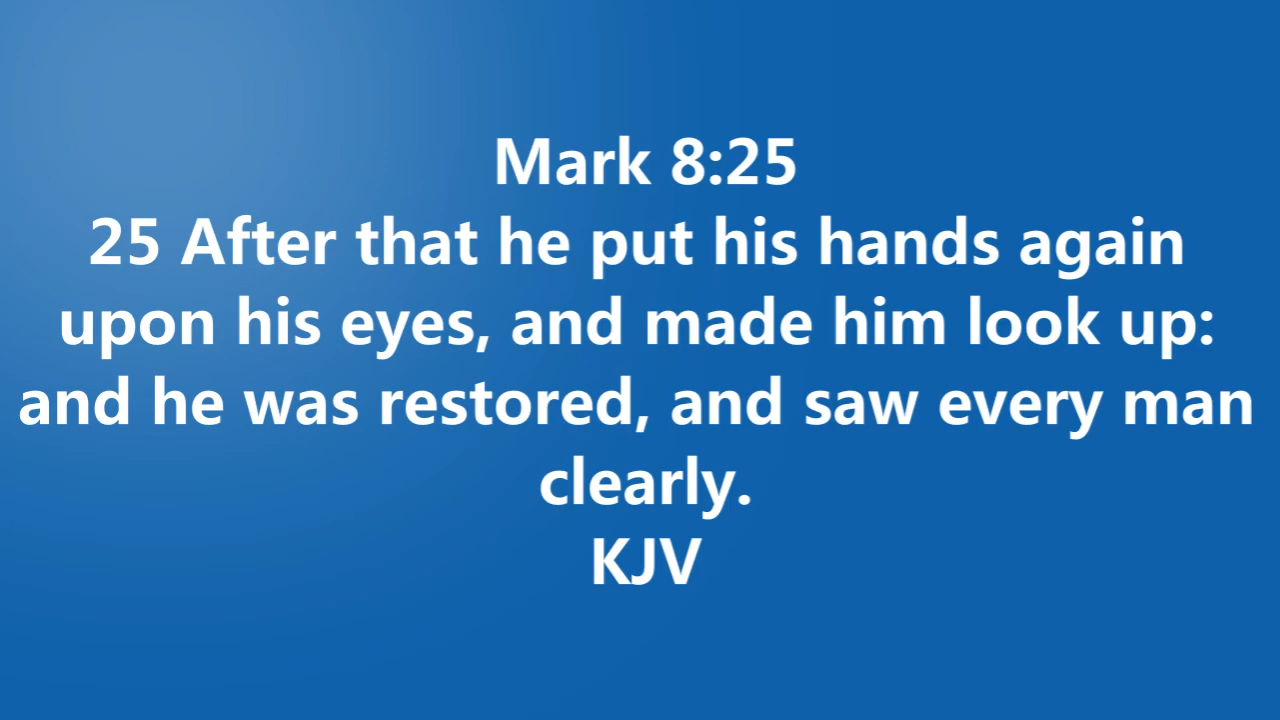 Mark 8:25
25 After that he put his hands again
upon his eyes, and made him look up:
and he was restored, and saw every man
clearly.
KJV